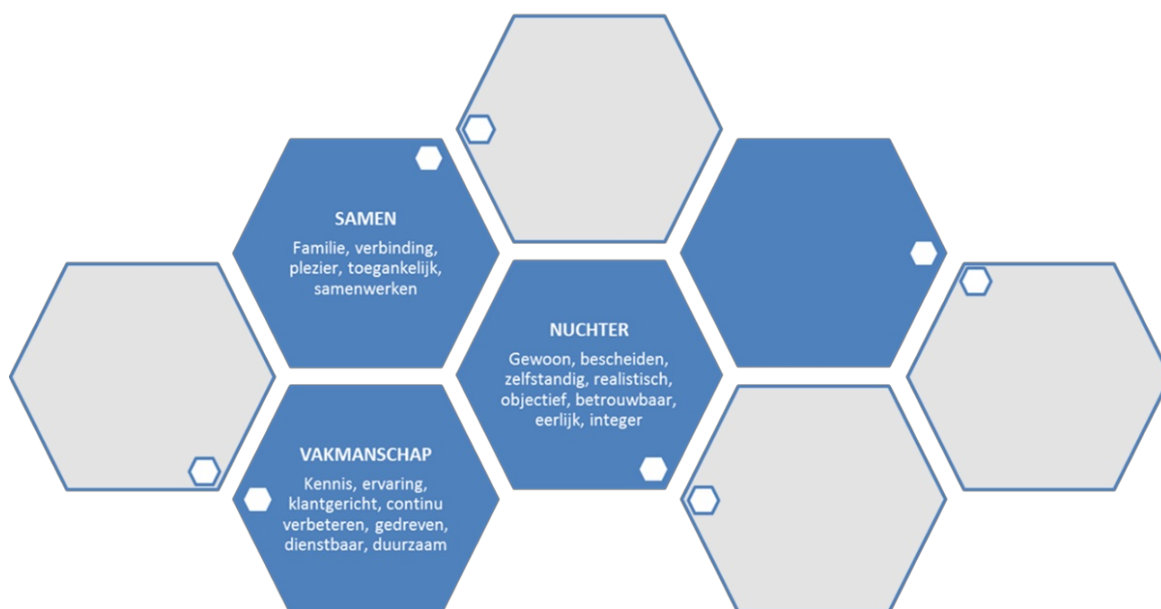 SAMEN
Familie, verbinding,
plezier, toegankelijk,
samenwerken
NUCHTER
Gewoon, bescheiden,
zelfstandig, realistisch,
objectief, betrouwbaar,
eerlijk, integer
VAKMANSCHAP
Kennis, ervaring,
klantgericht, continu
verbeteren, gedreven,
dienstbaar, duurzaam